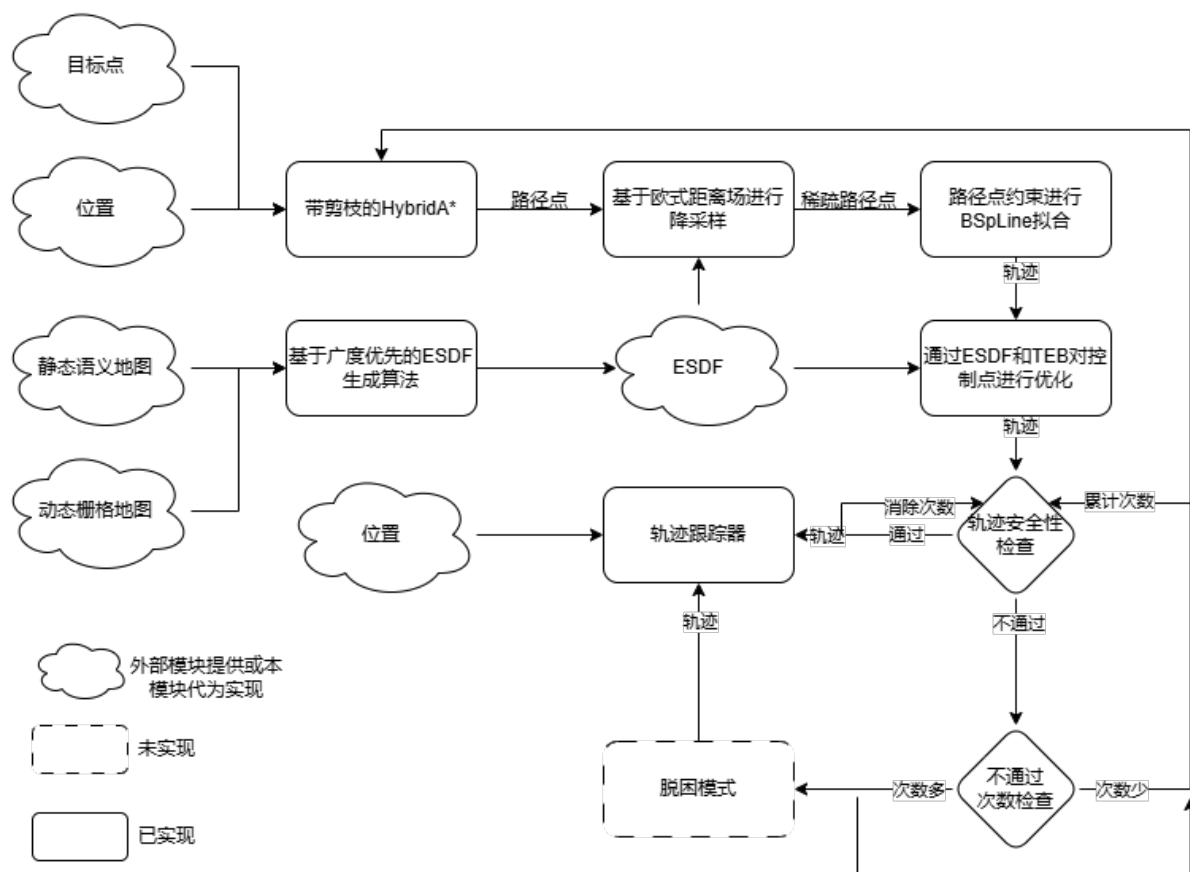 目标点
位置
带剪枝的HybridA*
路径点
基于欧式距离场进行
降采样
稀疏路径点
路径点约束进行
BSpLine拟合
轨迹
静态语义地图
基于广度优先的ESDF
生成算法
ESDF
通过ESDF和TEB对控
制点进行优化
轨迹
动态栅格地图
位置
轨迹跟踪器
消除次数
轨迹
通过
轨迹安全性
检查
累计次数
轨迹
不通过
外部模块提供或本
模块代为实现
未实现
脱困模式
次数多
不通过
次数检查
次数少
已实现